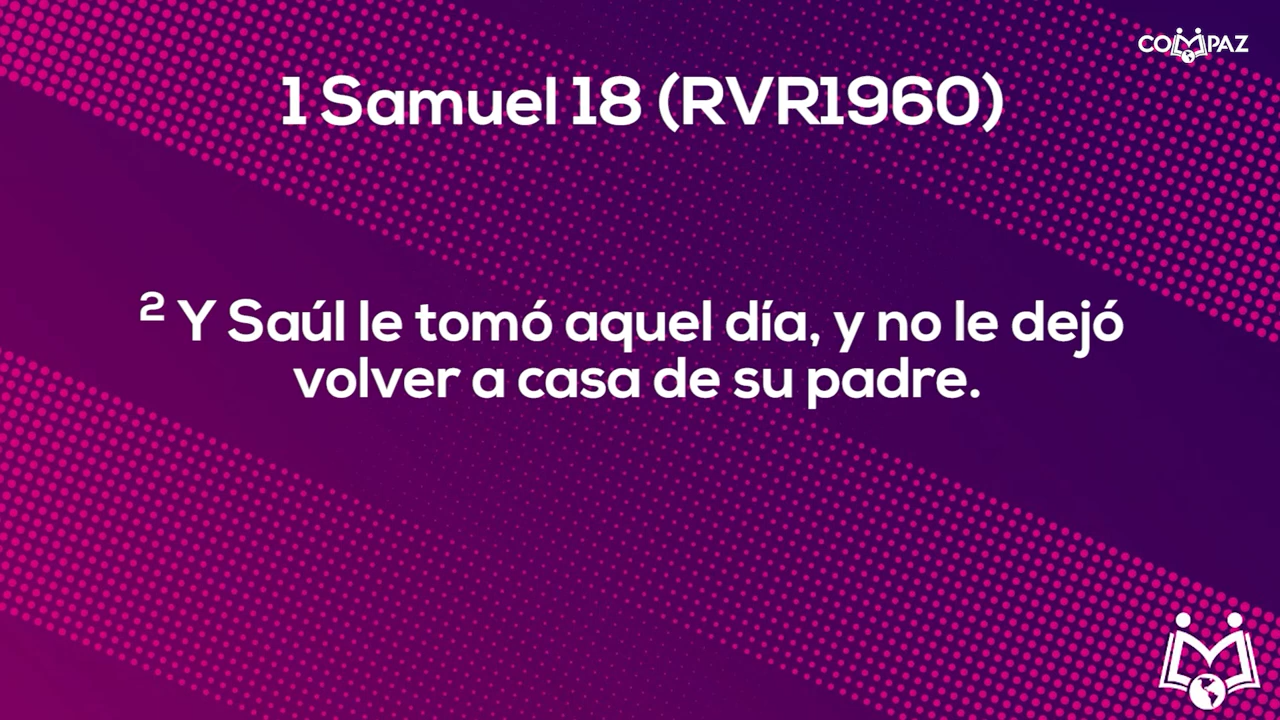 COMPAZ
1 Samuel 18 (RVR1960)
² Y Saúl le tomó aquel día, y no le dejó
volver a casa de su padre.